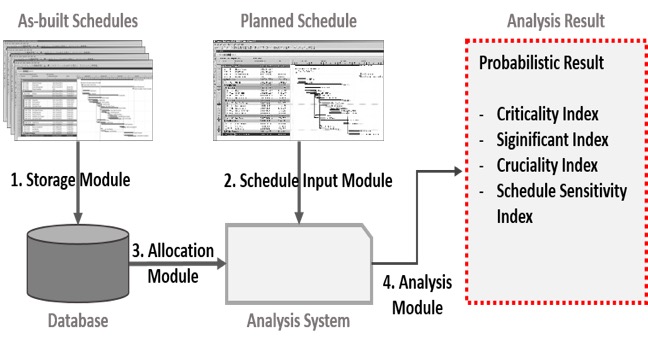 As-built Schedules
Planned Schedule
Analysis Result
Probabilistic Result
- Criticality Index
- Siginificant Index
- Cruciality Index
- Schedule Sensitivity
Index
1. Storage Module
2. Schedule Input Module
3. Allocation
Module
4. Analysis
Module
Database
Analysis System